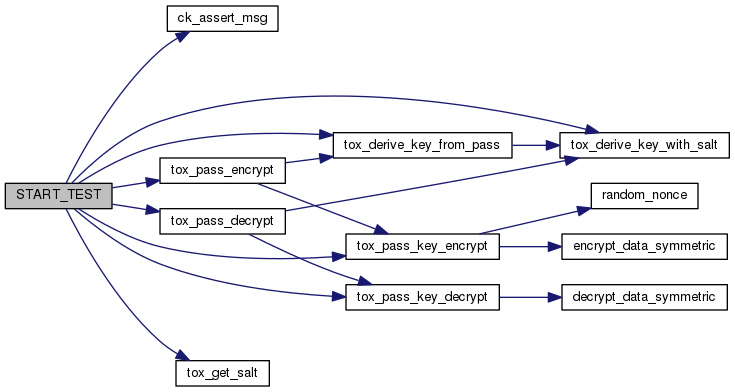 ck_assert_msg
tox_derive_key_from_pass
tox_derive_key_with_salt
tox_pass_encrypt
START_TEST
random_nonce
tox_pass_decrypt
tox_pass_key_encrypt
encrypt_data_symmetric
tox_pass_key_decrypt
decrypt_data_symmetric
tox_get_salt